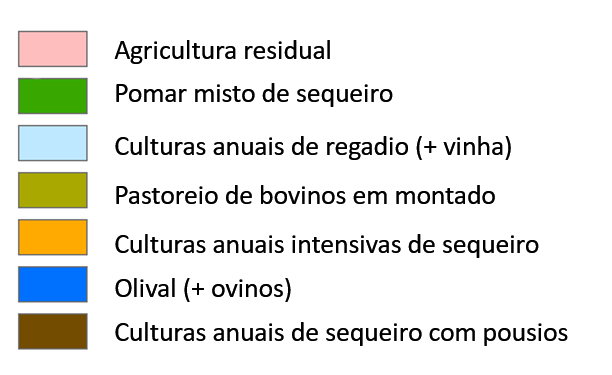 Agricultura residual
Pomar misto de sequeiro
Culturas anuais de regadio (+ vinha)
Pastoreio de bovinos em montado
Culturas anuais intensivas de sequeiro
Olival (+ ovinos)
Culturas anuais de sequeiro com pousios